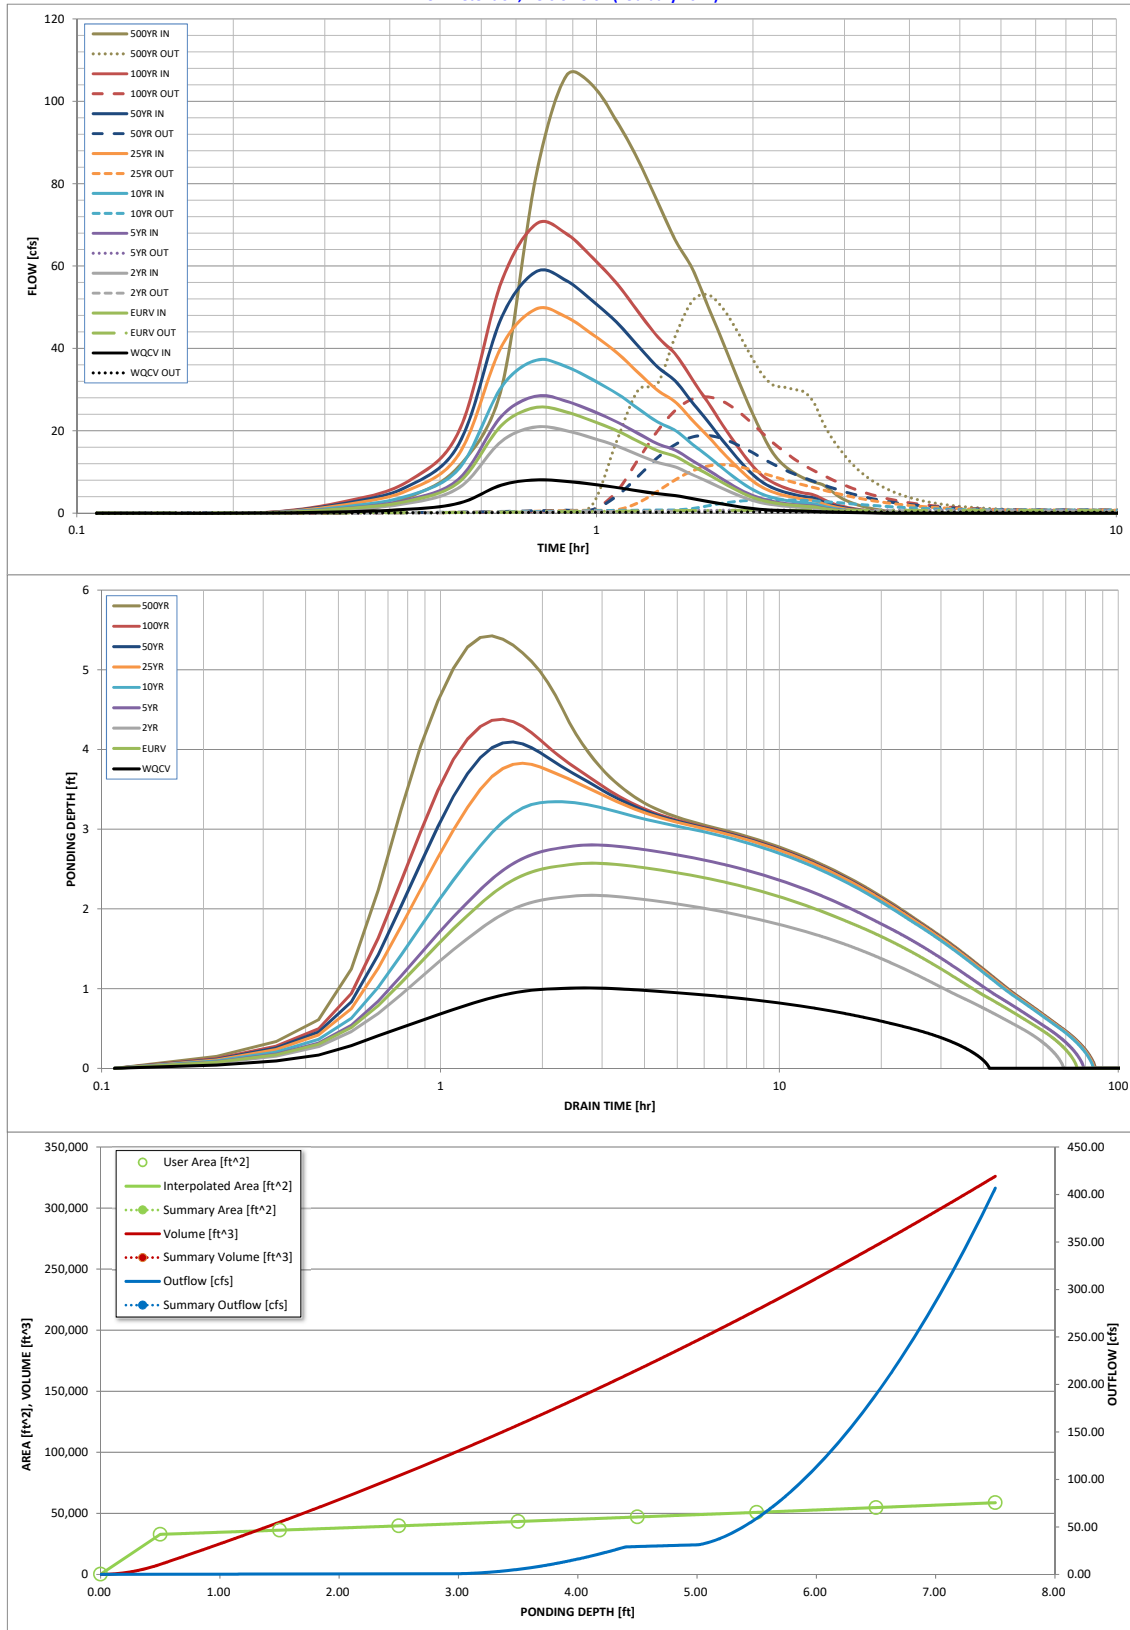 120
100
80
60
40
20
0
FLOW [cfs]
500YR IN
500YR OUT
100YR IN
100YR OUT
50YR IN
50YR OUT
25YR IN
25YR OUT
10YR IN
10YR OUT
5YR IN
5YR OUT
2YR IN
2YR OUT
EURV IN
EURV OUT
WQCV IN
WQCV OUT
0.1
1
10
TIME [hr]
6
5
4
3
2
1
0
PONDING DEPTH [ft]
500YR
100YR
50YR
25YR
10YR
5YR
2YR
EURV
WQCV
0.1
1
10
100
DRAIN TIME [hr]
350,000
300,000
250,000
200,000
150,000
100,000
50,000
0
AREA [ft^2], VOLUME [ft^3]
User Area [ft^2]
Interpolated Area [ft^2]
Summary Area [ft^2]
Volume [ft^3]
Summary Volume [ft^3]
Outflow [cfs]
Summary Outflow [cfs]
450.00
400.00
350.00
300.00
250.00
200.00
150.00
100.00
50.00
0.00
OUTFLOW [cfs]
0.00
1.00
2.00
3.00
4.00
5.00
6.00
7.00
8.00
PONDING DEPTH [ft]